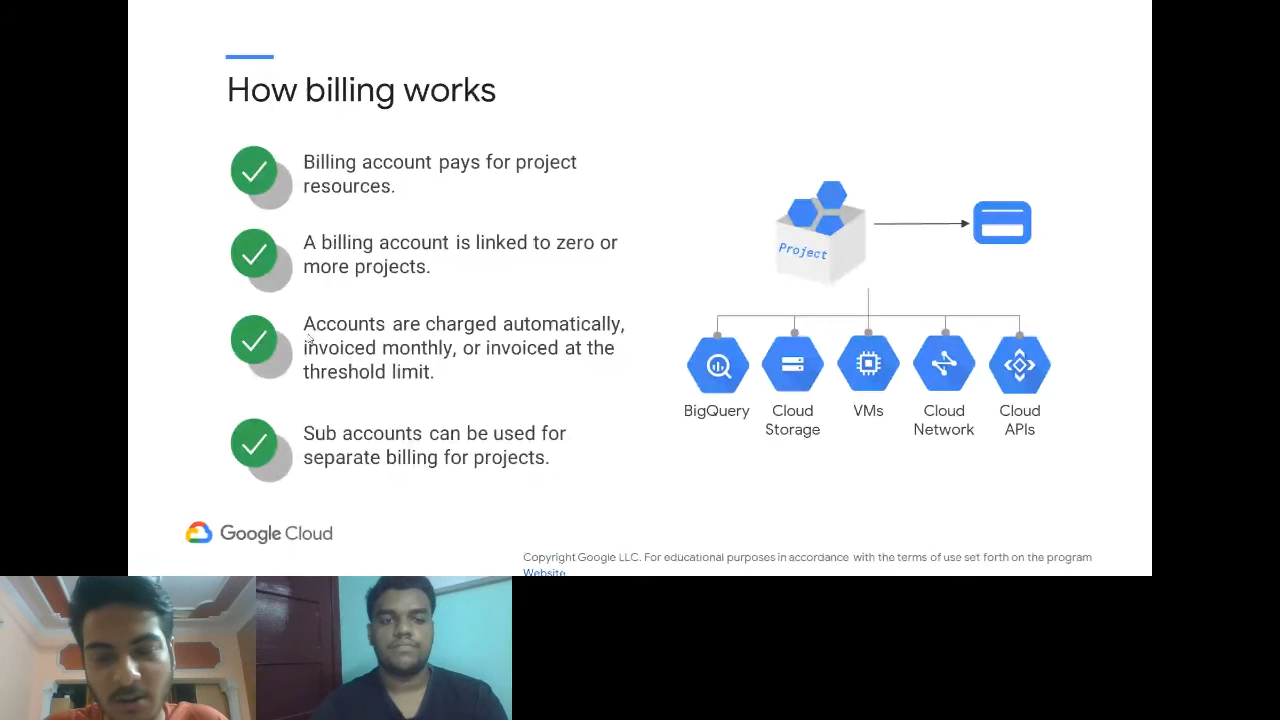 How billing works
Billing account pays for project
resources.
A billing account is linked to zero or
more projects.
Accounts are charged automatically,
invoiced monthly, or invoiced at the
threshold limit.
Sub accounts can be used for
separate billing for projects.
Project
BigQuery
Cloud
Storage
VMs
Cloud
Network
Cloud
APIs
Google Cloud
Copyright Google LLC. For educational purposes in accordance with the terms of use set forth on the program
Website